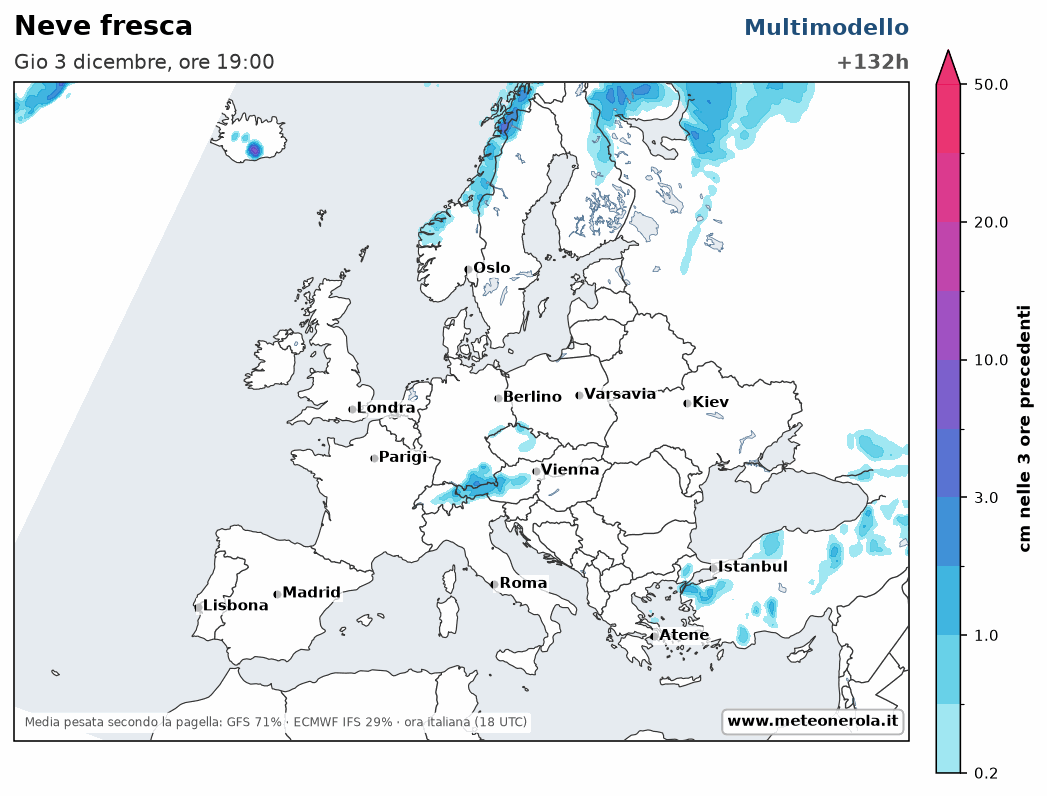 Neve fresca
Multimodello
Gio 3 dicembre, ore 19:00
+132h
50.0
20.0
10.0
3.0
1.0
0.2
cm nelle 3 ore precedenti
Oslo
Berlino
Varsavia
Kiev
Londra
Parigi
Vienna
Istanbul
Roma
Madrid
Lisbona
Atene
Media pesata secondo la pagella: GFS 71% · ECMWF IFS 29% · ora italiana (18 UTC)
www.meteonerola.it